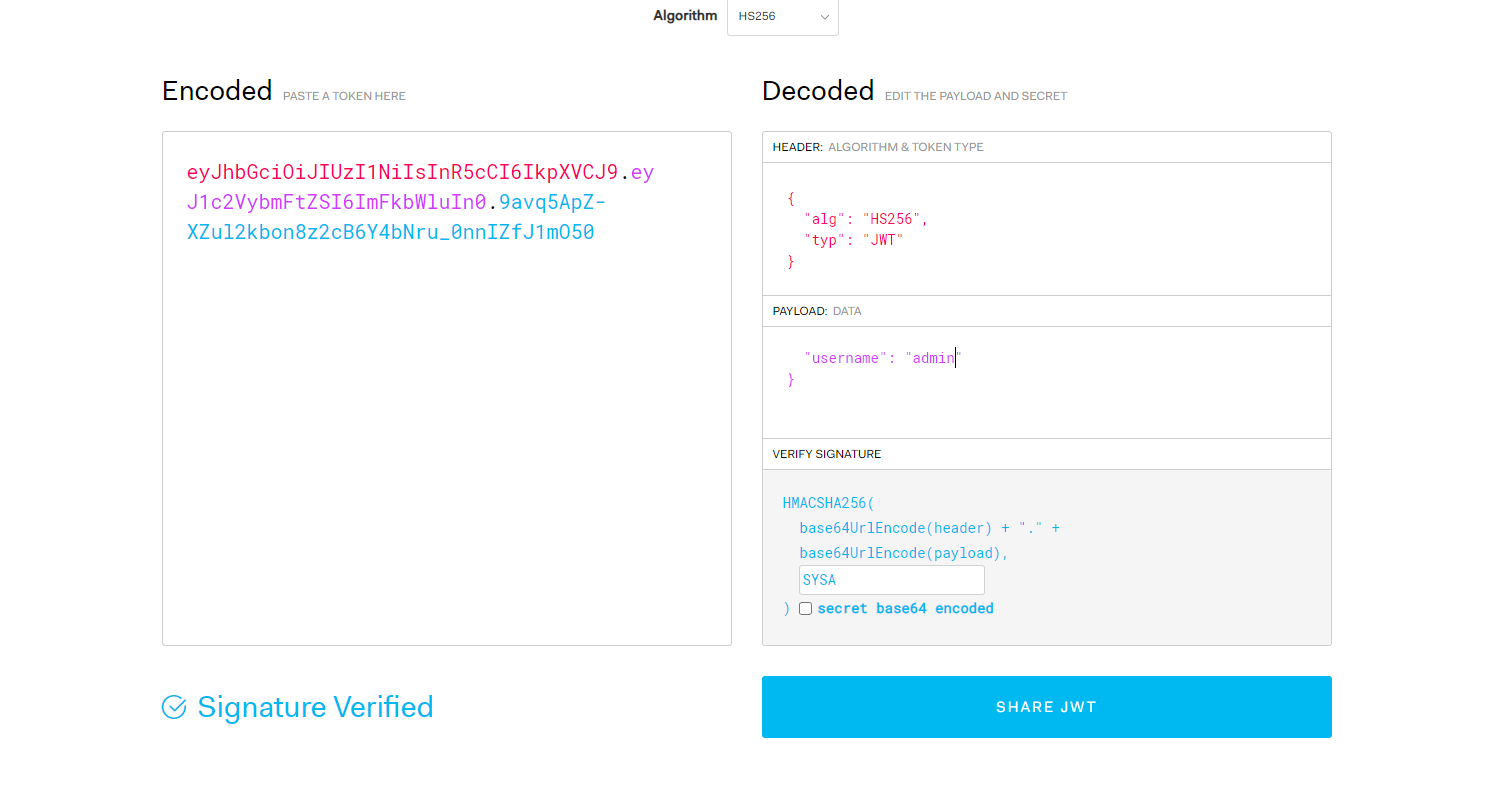 Algorithm HS256
Encoded PASTE A TOKEN HERE
eyJhbGciOiJIUzI1NiIsInR5cCI6IkpXVCJ9.ey
J1c2VybmFtZSI6ImFkbWluIn0.9avq5ApZ-
XZul2kbon8z2cB6Y4bNru_0nnIZfJ1mO50
Decoded EDIT THE PAYLOAD AND SECRET
HEADER: ALGORITHM & TOKEN TYPE
{
"alg": "HS256",
"typ": "JWT"
}
PAYLOAD: DATA
"username": "admin"
}
VERIFY SIGNATURE
HMACSHA256(
base64UrlEncode(header) + "." +
base64UrlEncode(payload),
SYSA
) secret base64 encoded
Signature Verified
SHARE JWT